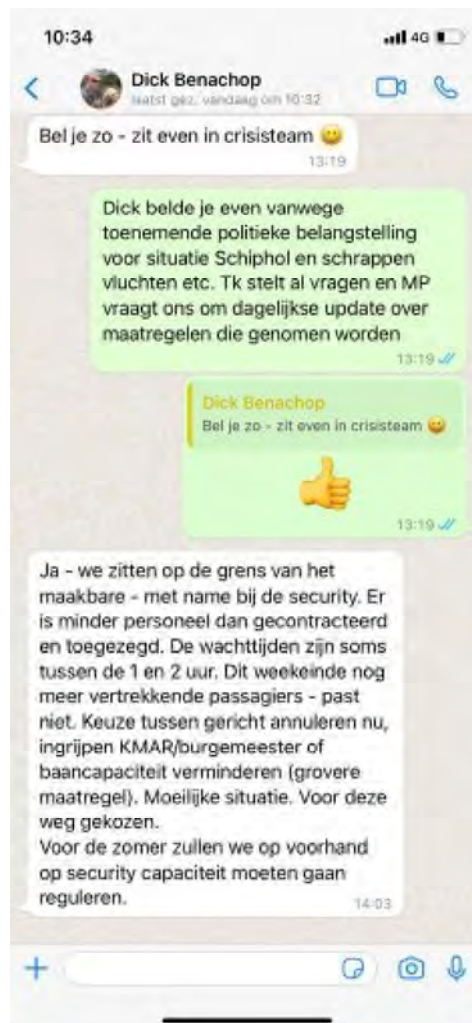 10:34
4G
Dick Benachop
laatst gez. vandaag om 10:32
Bel je zo - zit even in crisisteam 😀
13:19
Dick belde je even vanwege
toenemende politieke belangstelling
voor situatie Schiphol en schrappen
vluchten etc. Tk stelt al vragen en MP
vraagt ons om dagelijkse update over
maatregelen die genomen worden
13:19
Dick Benachop
Bel je zo - zit even in crisisteam 😀
👍
13:19
Ja - we zitten op de grens van het
maakbare - met name bij de security. Er
is minder personeel dan gecontracteerd
en toegezegd. De wachttijden zijn soms
tussen de 1 en 2 uur. Dit weekeinde nog
meer vertrekkende passagiers - past
niet. Keuze tussen gericht annuleren nu,
ingrijpen KMAR/burgemeester of
baancapaciteit verminderen (grovere
maatregel). Moeilijke situatie. Voor deze
weg gekozen.
Voor de zomer zullen we op voorhand
op security capaciteit moeten gaan
reguleren.
14:03